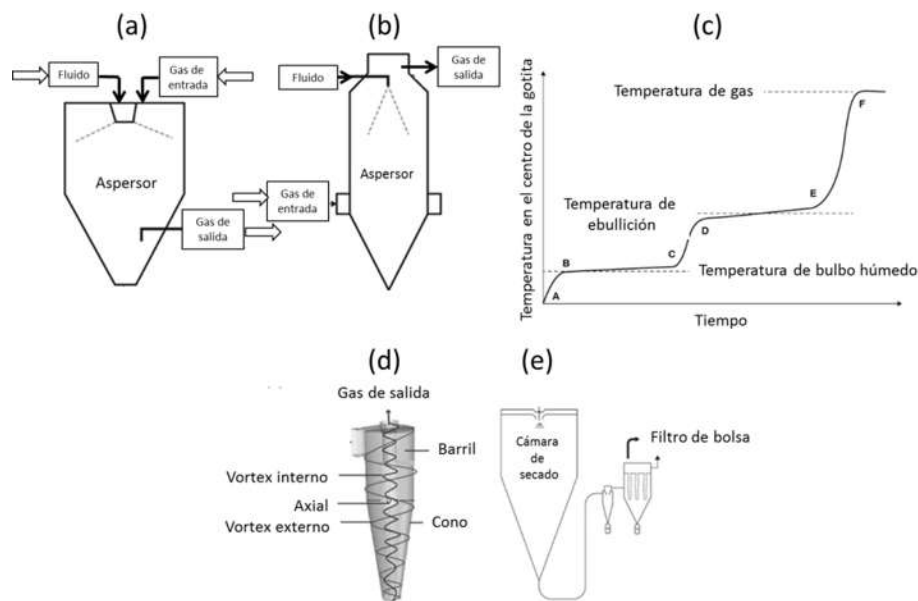 (a)
(b)
(c)
Fluido
Gas de
entrada
Aspersor
Gas de
salida
Fluido
Gas de
salida
Gas de
entrada
Aspersor
Temperatura en el centro de la gotita
Temperatura de gas
F
E
Temperatura de
ebullición
D
C
B
Temperatura de bulbo húmedo
A
Tiempo
(d)
(e)
Gas de salida
Barril
Vortex interno
Axial
Vortex externo
Cono
Cámara
de
secado
Filtro de bolsa